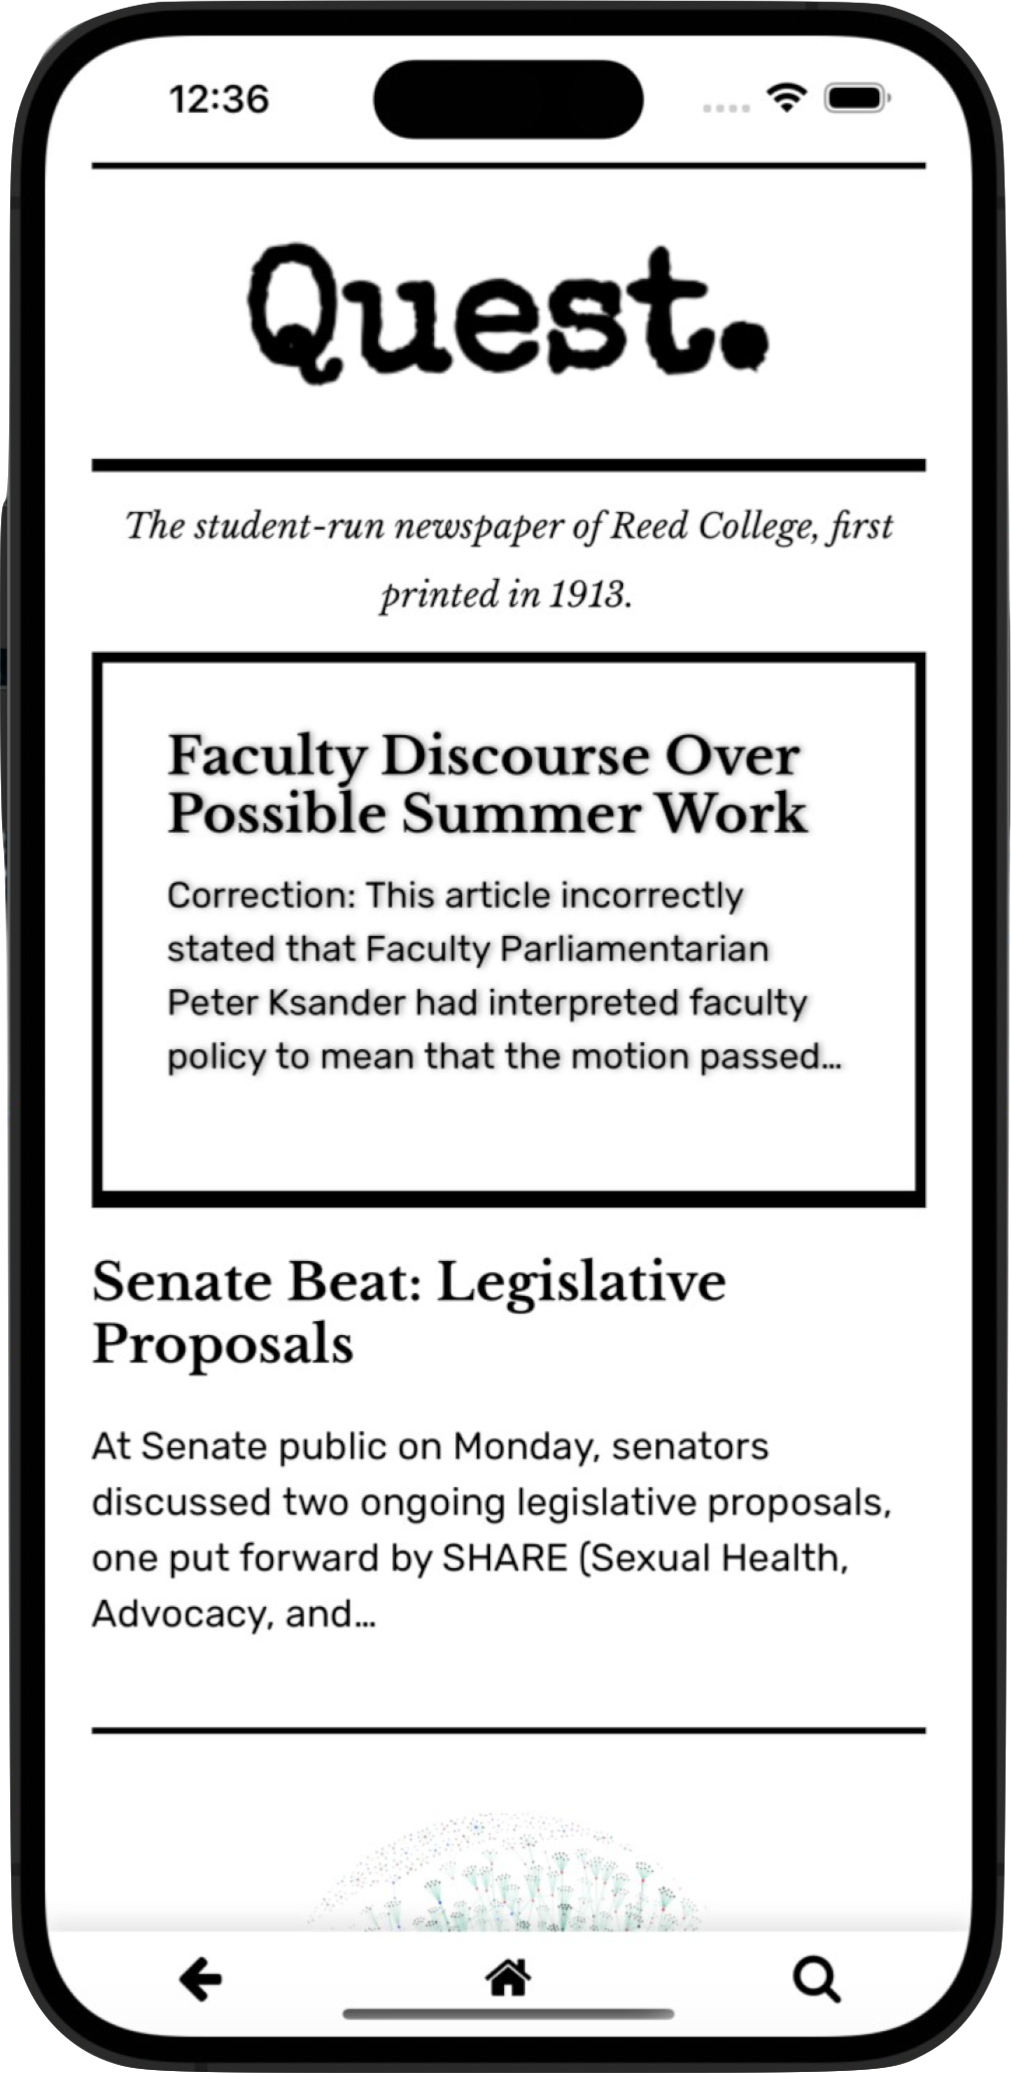 12:36
Quest.
The student-run newspaper of Reed College, first
printed in 1913.
Faculty Discourse Over
Possible Summer Work
Correction: This article incorrectly
stated that Faculty Parliamentarian
Peter Ksander had interpreted faculty
policy to mean that the motion passed...
Senate Beat: Legislative
Proposals
At Senate public on Monday, senators
discussed two ongoing legislative proposals,
one put forward by SHARE (Sexual Health,
Advocacy, and...